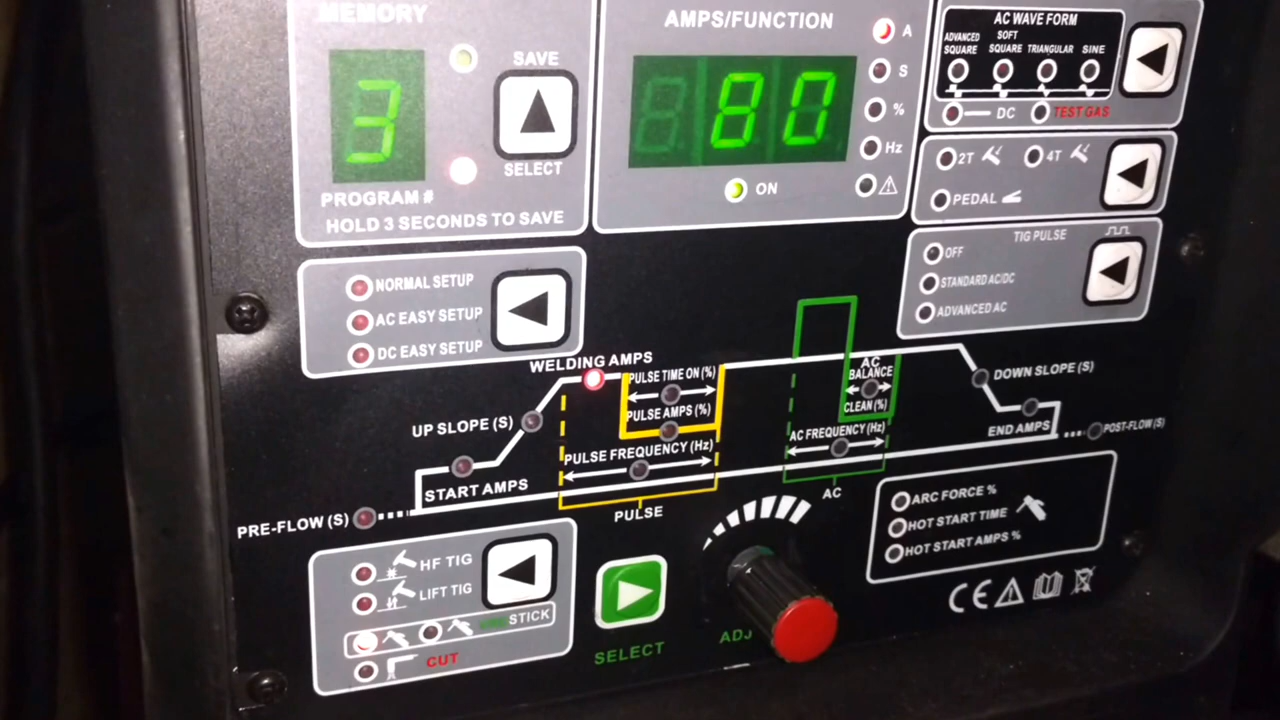 MEMORY
3
SAVE
SELECT
PROGRAM #
HOLD 3 SECONDS TO SAVE
AMPS/FUNCTION
80
A
S
%
Hz
ON
AC WAVE FORM
ADVANCED SQUARE
SOFT SQUARE
TRIANGULAR
SINE
DC
TEST GAS
2T
4T
PEDAL
TIG PULSE
OFF
STANDARD AC/DC
ADVANCED AC
NORMAL SETUP
AC EASY SETUP
DC EASY SETUP
WELDING AMPS
PULSE TIME ON (%)
PULSE AMPS (%)
PULSE FREQUENCY (Hz)
PULSE
UP SLOPE (S)
START AMPS
PRE-FLOW (S)
AC
BALANCE
CLEAN (%)
AC FREQUENCY (Hz)
AC
DOWN SLOPE (S)
END AMPS
POST-FLOW (S)
ARC FORCE %
HOT START TIME
HOT START AMPS %
CE
HF TIG
LIFT TIG
STICK
CUT
SELECT
ADJ